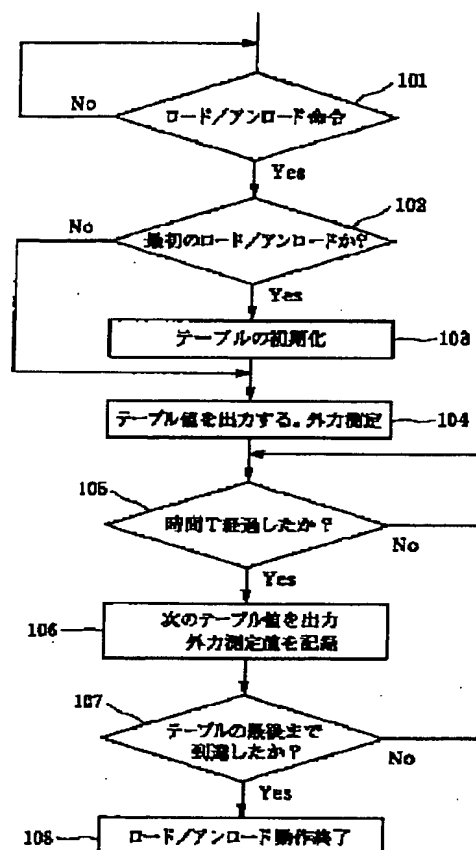 101
No
ロード/アンロード命令
Yes
102
No
最初のロード/アンロードか?
Yes
テーブルの初期化
103
テーブル値を出力する。外力測定
104
105
時間T経過したか?
No
Yes
106
次のテーブル値を出力
外力測定値を記録
107
テーブルの最後まで
到達したか?
No
Yes
108
ロード/アンロード動作終了